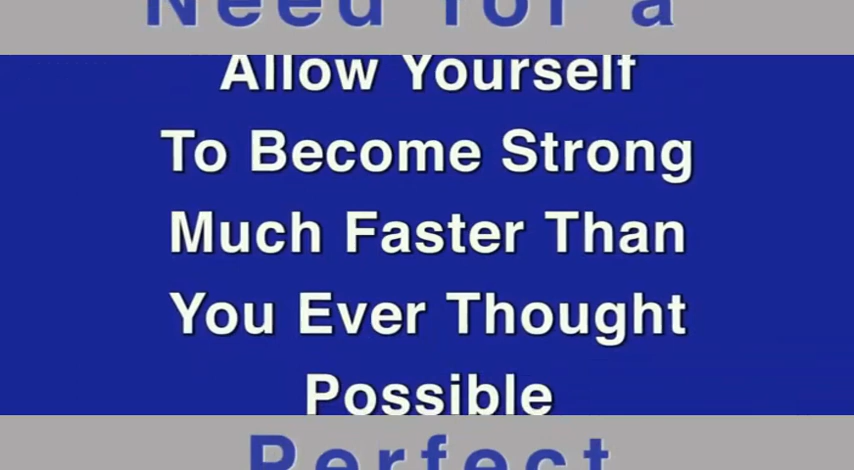 Need for a
Allow Yourself
To Become Strong
Much Faster Than
You Ever Thought
Possible
Perfect